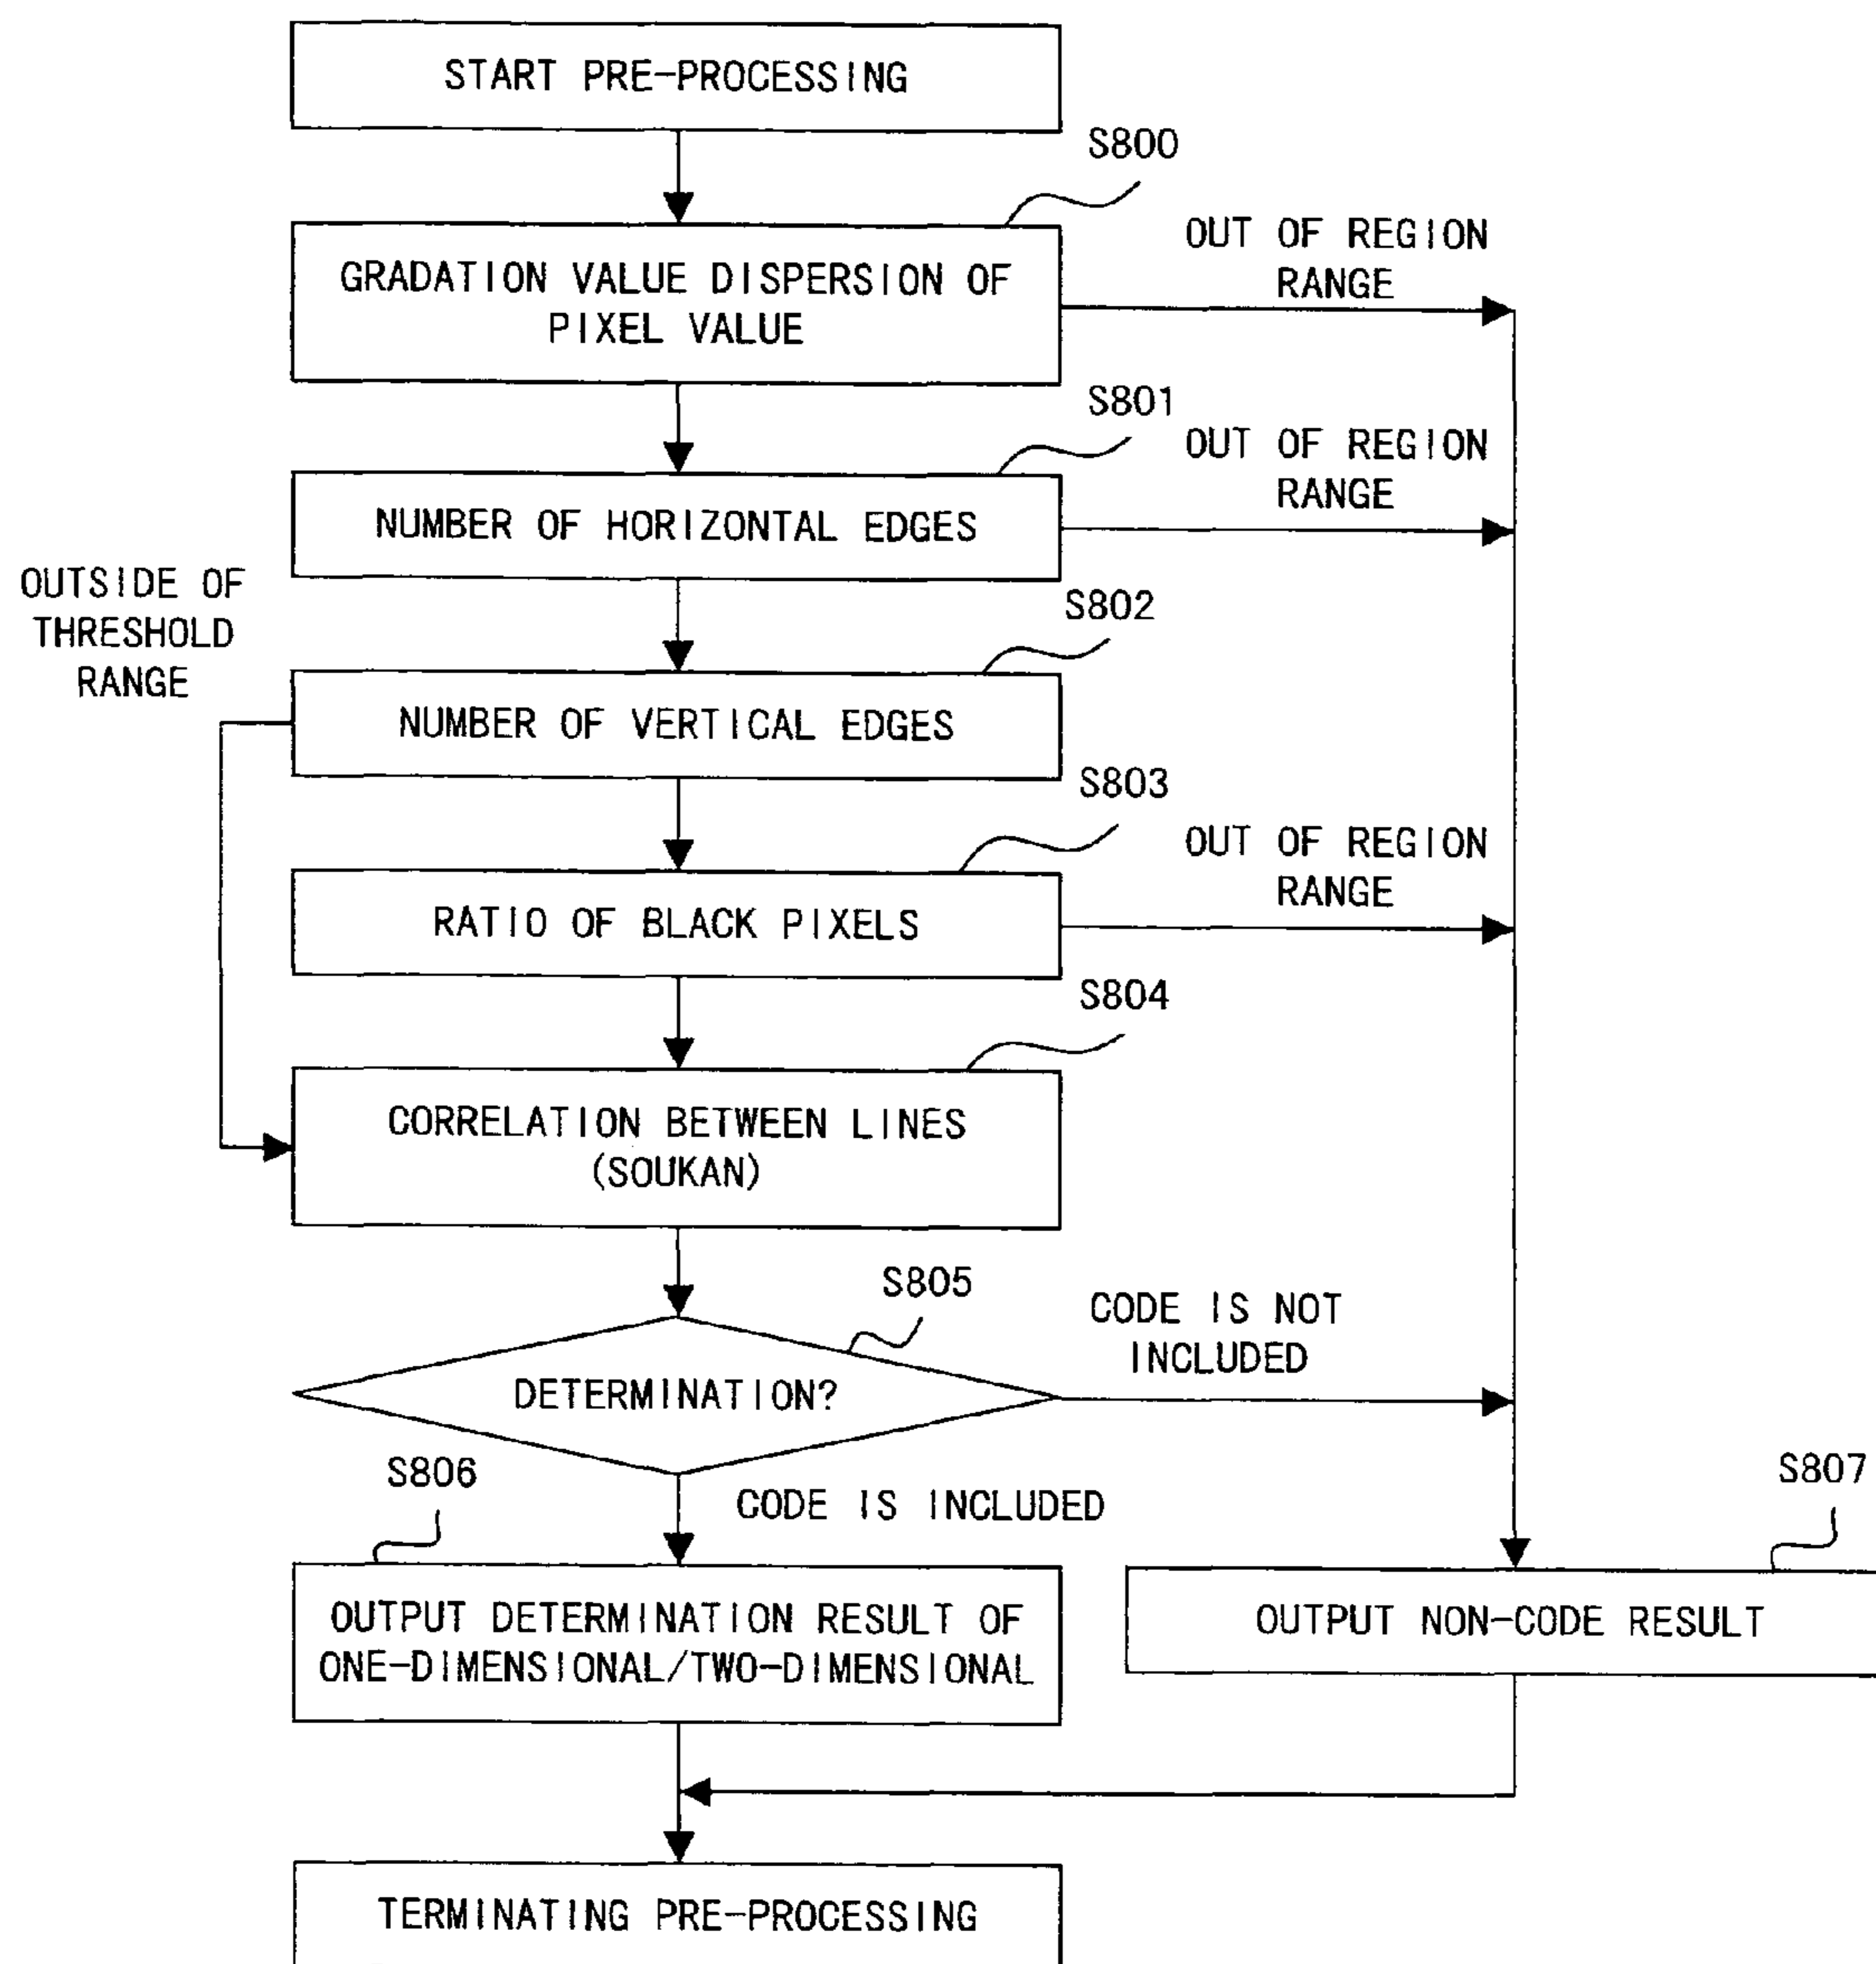 START PRE-PROCESSING
S800
OUT OF REGION
RANGE
GRADATION VALUE DISPERSION OF
PIXEL VALUE
S801
OUT OF REGION
RANGE
NUMBER OF HORIZONTAL EDGES
OUTSIDE OF
THRESHOLD
RANGE
S802
NUMBER OF VERTICAL EDGES
S803
OUT OF REGION
RANGE
RATIO OF BLACK PIXELS
S804
CORRELATION BETWEEN LINES
(SOUKAN)
S805
CODE IS NOT
INCLUDED
DETERMINATION?
S806
CODE IS INCLUDED
S807
OUTPUT DETERMINATION RESULT OF
ONE-DIMENSIONAL/TWO-DIMENSIONAL
OUTPUT NON-CODE RESULT
TERMINATING PRE-PROCESSING